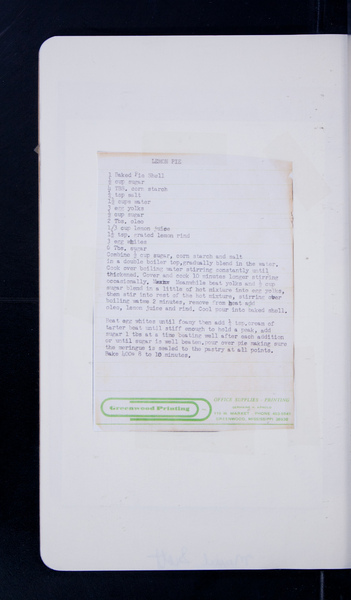 LEMON PIE
1 Baked Pie Shell
cup sugar
Tbs. corn starch
tsp salt
1½ cups water
3 egg yolks
cup sugar
2 Tbs. oleo
1/3 cup lemon juice
1½ tsp. grated lemon rind
3 egg whites
Tbs. sugar
Combine ½ cup sugar, corn starch and salt
In a double boiler top,gradually blend in the water.
Cook over boiling water stirring constantly until
thickened. Cover and cook 10 minutes longer stirring
occasionally. Meanwhile beat yolks and ½ cup
sugar blend in a little of hot mixture into egg yolks,
then stir into rest of the hot mixture, stirring over
boiling water 2 minutes, remove from heat add
oleo, lemon juice and rind, Cool pour into baked shell.
Beat egg whites until foamy then add ¼ tsp.cream of
tarter beat until stiff enough to hold a peak, add
sugar 1 tbs at a time beating well after each addition
or until sugar is well beaten,pour over pie making sure
the meringue is sealed to the pastry at all points.
Bake 400° 8 to 10 minutes.
Greenwood Printing
OFFICE SUPPLIES - PRINTING